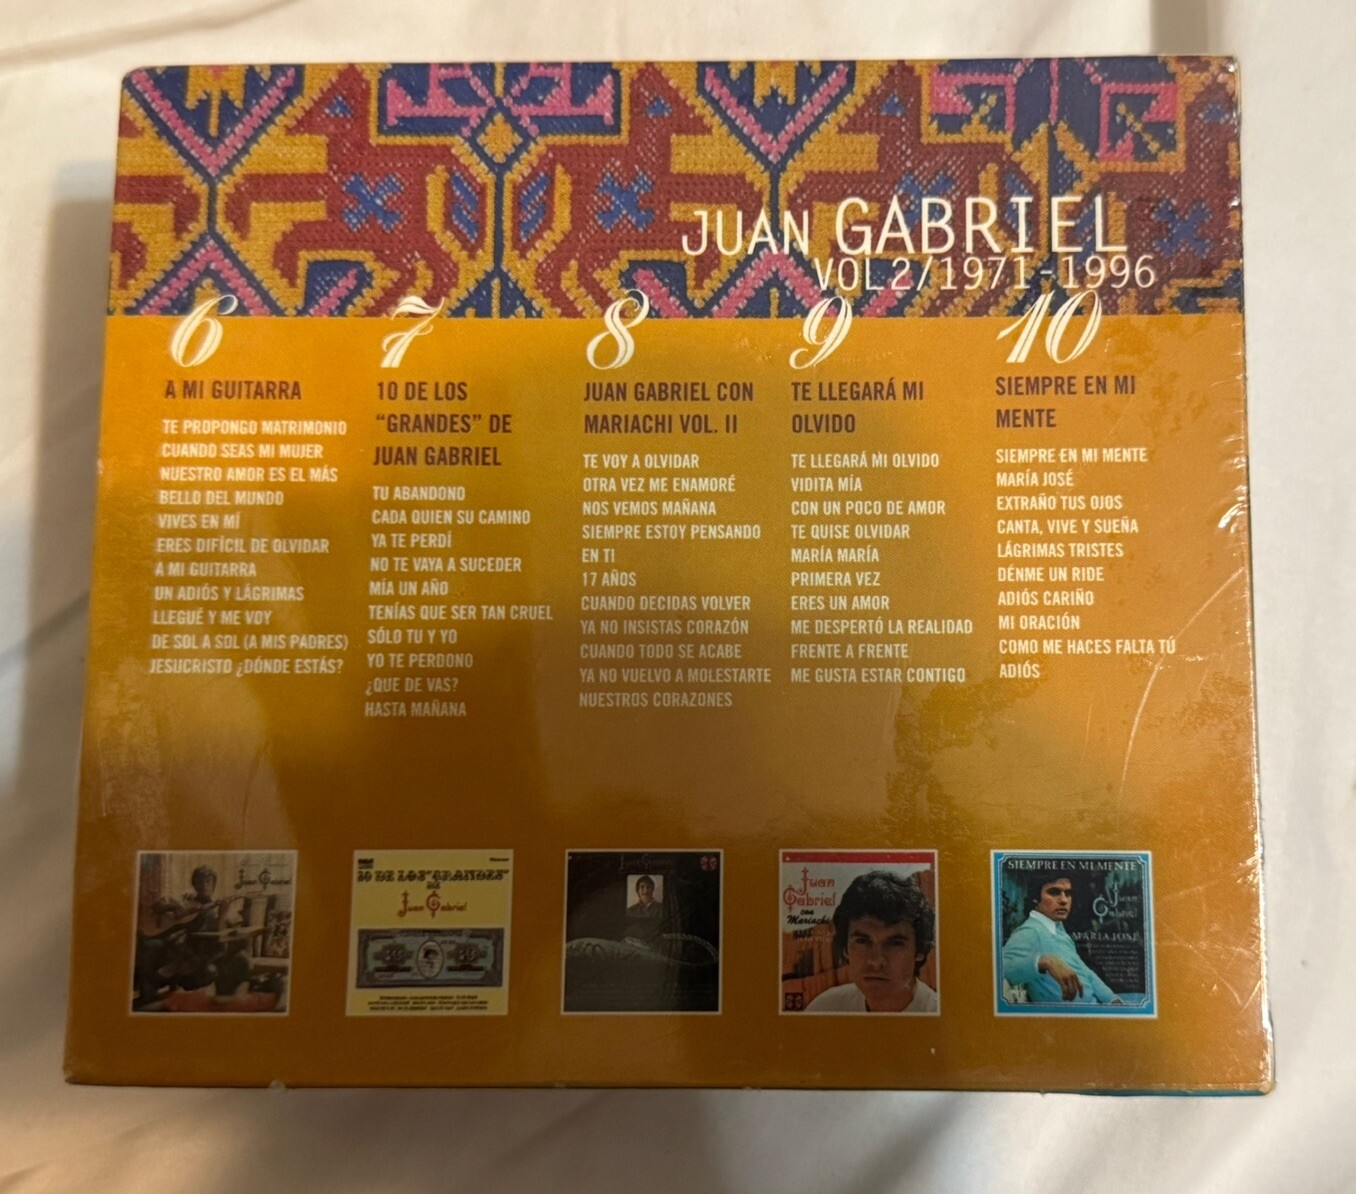 JUAN GABRIEL
VOL 2/1971-1996
6
A MI GUITARRA
TE PROPONGO MATRIMONIO
CUANDO SEAS MI MUJER
NUESTRO AMOR ES EL MÁS
BELLO DEL MUNDO
VIVES EN MÍ
ERES DIFÍCIL DE OLVIDAR
A MI GUITARRA
UN ADIÓS Y LÁGRIMAS
LLEGUÉ Y ME VOY
DE SOL A SOL (A MIS PADRES)
JESUCRISTO ¿DÓNDE ESTÁS?
7
10 DE LOS
"GRANDES" DE
JUAN GABRIEL
TU ABANDONO
CADA QUIEN SU CAMINO
YA TE PERDÍ
NO TE VAYA A SUCEDER
MÍA UN AÑO
TENÍAS QUE SER TAN CRUEL
SÓLO TU Y YO
YO TE PERDONO
¿QUE DE VAS?
HASTA MAÑANA
8
JUAN GABRIEL CON
MARIACHI VOL. II
TE VOY A OLVIDAR
OTRA VEZ ME ENAMORÉ
NOS VEMOS MAÑANA
SIEMPRE ESTOY PENSANDO
EN TI
17 AÑOS
CUANDO DECIDAS VOLVER
YA NO INSISTAS CORAZÓN
CUANDO TODO SE ACABE
YA NO VUELVO A MOLESTARTE
NUESTROS CORAZONES
9
TE LLEGARÁ MI
OLVIDO
TE LLEGARÁ MI OLVIDO
VIDITA MÍA
CON UN POCO DE AMOR
TE QUISE OLVIDAR
MARÍA MARÍA
PRIMERA VEZ
ERES UN AMOR
ME DESPERTÓ LA REALIDAD
FRENTE A FRENTE
ME GUSTA ESTAR CONTIGO
10
SIEMPRE EN MI
MENTE
SIEMPRE EN MI MENTE
MARÍA JOSÉ
EXTRAÑO TUS OJOS
CANTA, VIVE Y SUEÑA
LÁGRIMAS TRISTES
DÉNME UN RIDE
ADIÓS CARIÑO
MI ORACIÓN
COMO ME HACES FALTA TÚ
ADIÓS
Juan Gabriel
10 DE LOS "GRANDES"
DE
Juan Gabriel
Juan Gabriel
Juan
Gabriel
con
Mariachi
SIEMPRE EN MI MENTE
Juan
Gabriel
MARIA JOSE